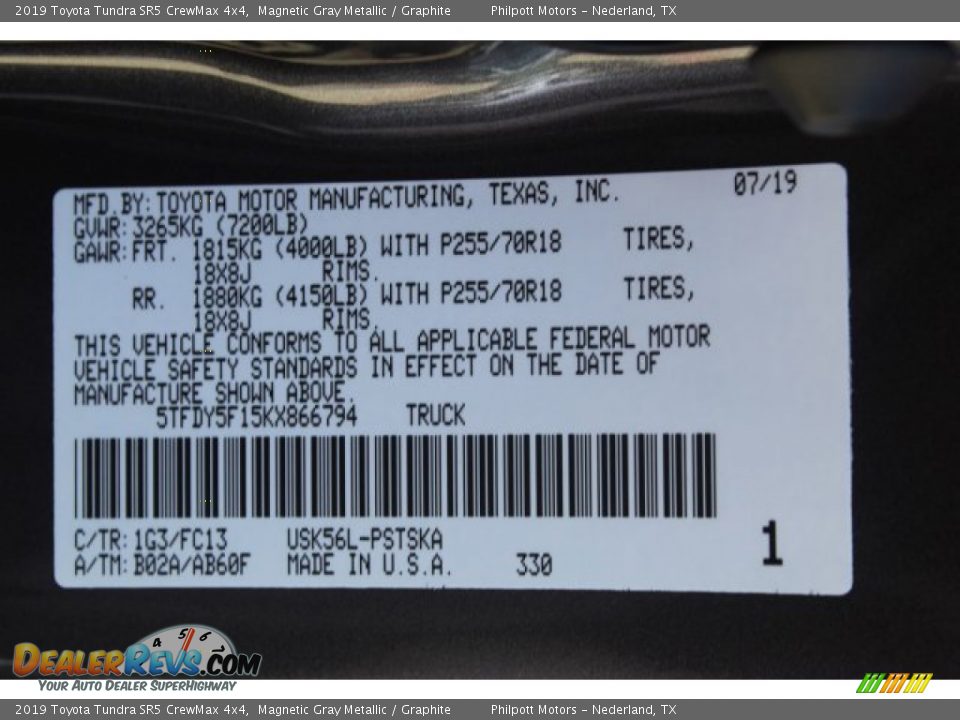 2019 Toyota Tundra SR5 CrewMax 4x4, Magnetic Gray Metallic / Graphite Philpott Motors - Nederland, TX
MFD. BY: TOYOTA MOTOR MANUFACTURING, TEXAS, INC. 07/19
GVWR: 3265KG (7200LB)
GAWR: FRT. 1815KG (4000LB) WITH P255/70R18 TIRES,
18X8J RIMS.
RR. 1880KG (4150LB) WITH P255/70R18 TIRES,
18X8J RIMS.
THIS VEHICLE CONFORMS TO ALL APPLICABLE FEDERAL MOTOR
VEHICLE SAFETY STANDARDS IN EFFECT ON THE DATE OF
MANUFACTURE SHOWN ABOVE.
5TFDY5F15KX866794 TRUCK
C/TR: 1G3/FC13 USK56L-PSTSKA
A/TM: B02A/AB60F MADE IN U.S.A. 330 1
4 5 6
DEALERREVS.COM
YOUR AUTO DEALER SUPERHIGHWAY
2019 Toyota Tundra SR5 CrewMax 4x4, Magnetic Gray Metallic / Graphite Philpott Motors - Nederland, TX